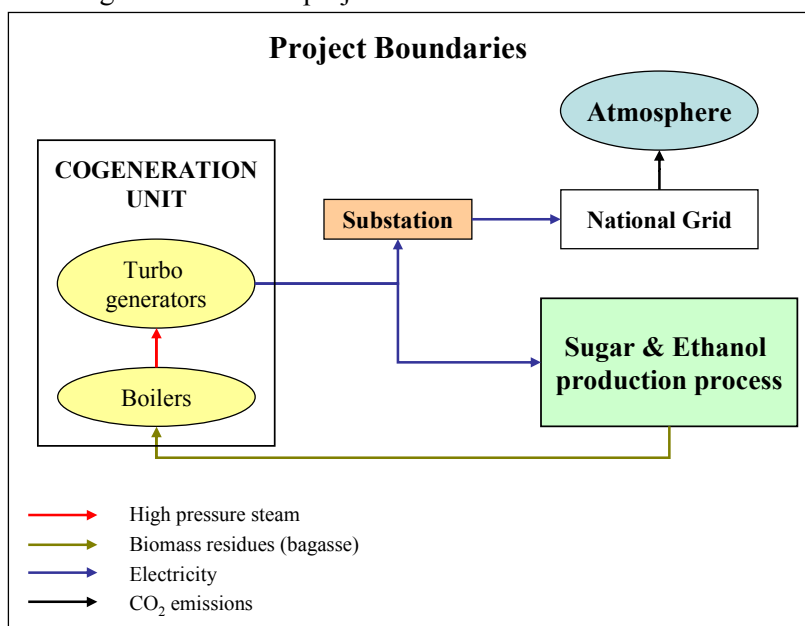 Project Boundaries
Atmosphere
COGENERATION
UNIT
Substation
National Grid
Turbo
generators
Sugar & Ethanol
production process
Boilers
High pressure steam
Biomass residues (bagasse)
Electricity
CO₂ emissions